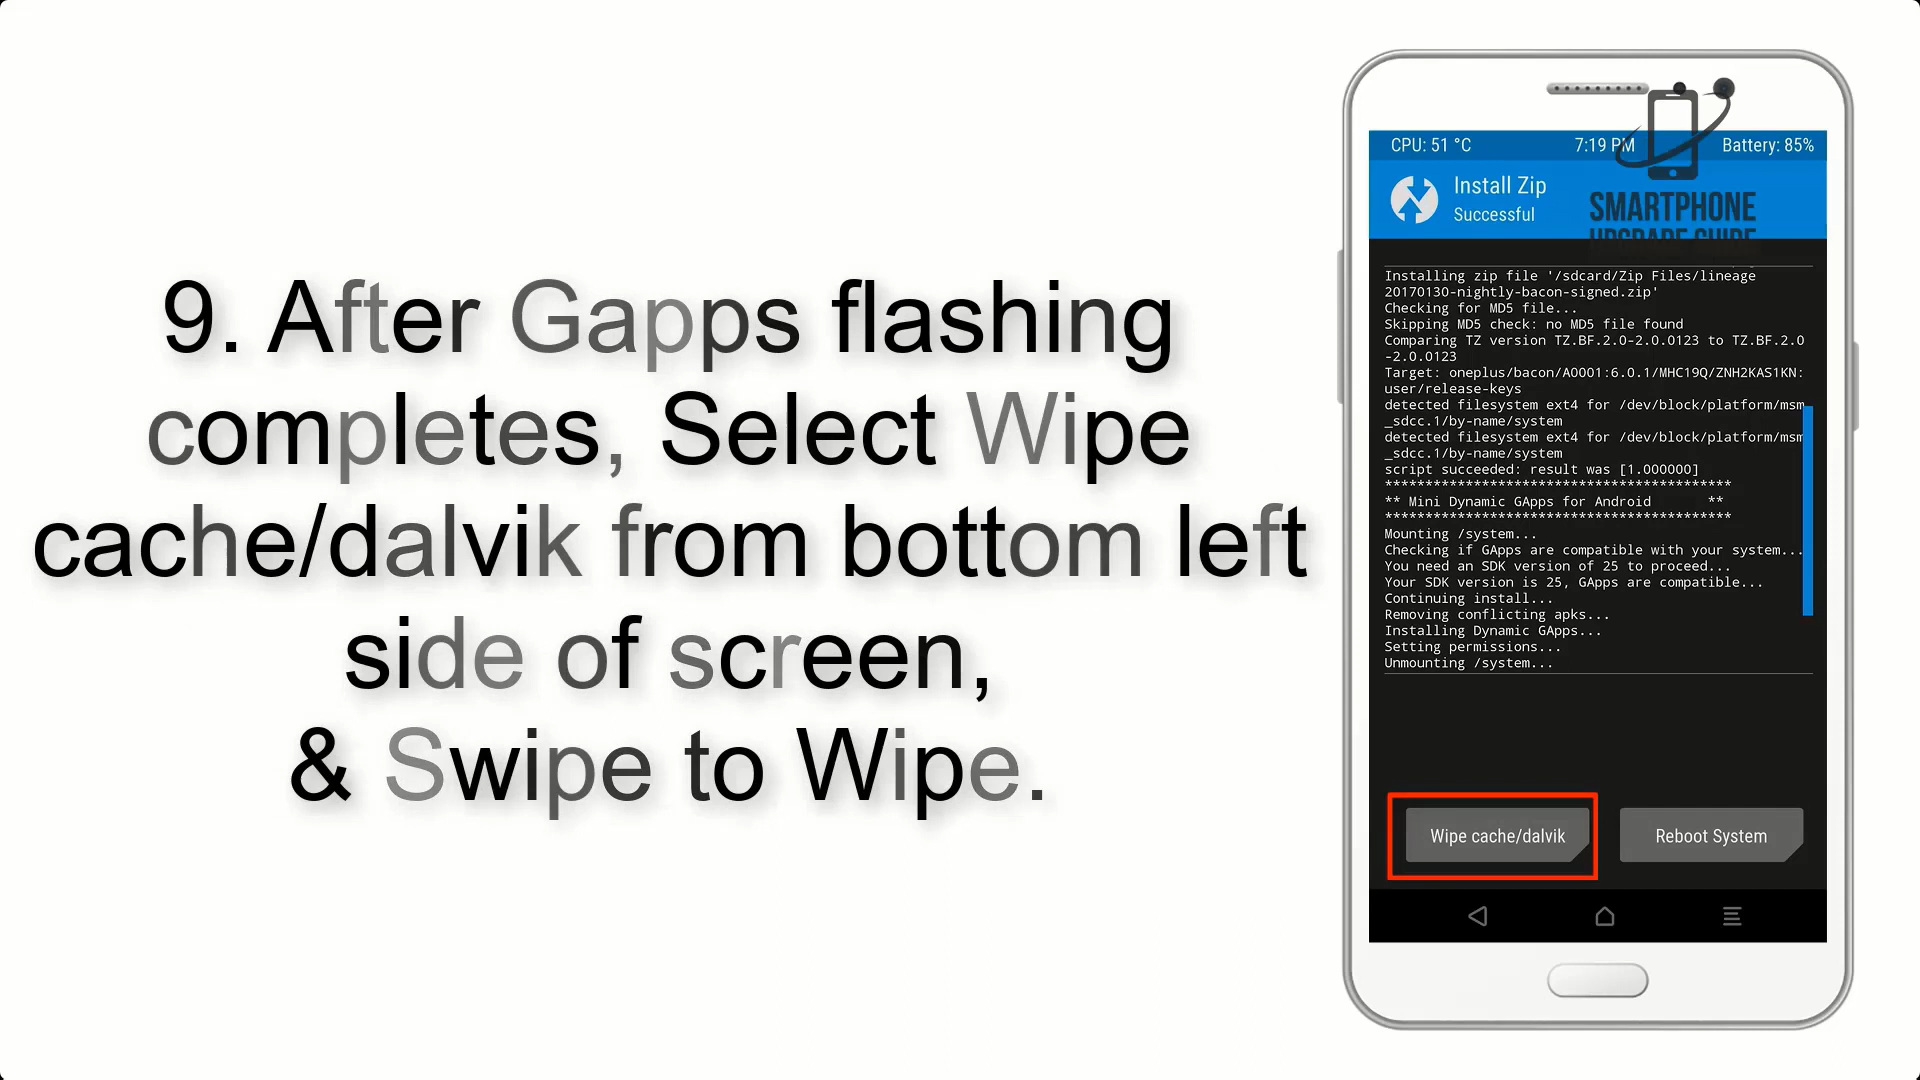 9. After Gapps flashing
completes, Select Wipe
cache/dalvik from bottom left
side of screen,
& Swipe to Wipe.
CPU: 51 °C 7:19 PM Battery: 85%
Install Zip
Successful
SMARTPHONE
UPGRADE GUIDE
Installing zip file '/sdcard/Zip Files/lineage
20170130-nightly-bacon-signed.zip'
Checking for MD5 file...
Skipping MD5 check: no MD5 file found
Comparing TZ version TZ.BF.2.0-2.0.0123 to TZ.BF.2.0
-2.0.0123
Target: oneplus/bacon/A0001:6.0.1/MHC19Q/ZNH2KAS1KN:
user/release-keys
detected filesystem ext4 for /dev/block/platform/msm
_sdcc.1/by-name/system
detected filesystem ext4 for /dev/block/platform/msm
_sdcc.1/by-name/system
script succeeded: result was [1.000000]
*******************************************
** Mini Dynamic GApps for Android **
*******************************************
Mounting /system...
Checking if GApps are compatible with your system...
You need an SDK version of 25 to proceed...
Your SDK version is 25, GApps are compatible...
Continuing install...
Removing conflicting apks...
Installing Dynamic GApps...
Setting permissions...
Unmounting /system...
Wipe cache/dalvik
Reboot System